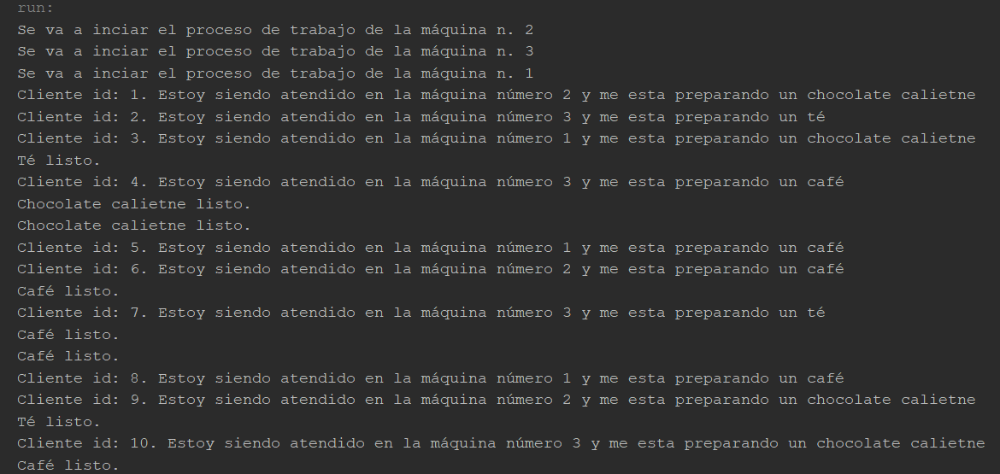 run:
Se va a inciar el proceso de trabajo de la máquina n. 2
Se va a inciar el proceso de trabajo de la máquina n. 3
Se va a inciar el proceso de trabajo de la máquina n. 1
Cliente id: 1. Estoy siendo atendido en la máquina número 2 y me esta preparando un chocolate calietne
Cliente id: 2. Estoy siendo atendido en la máquina número 3 y me esta preparando un té
Cliente id: 3. Estoy siendo atendido en la máquina número 1 y me esta preparando un chocolate calietne
Té listo.
Cliente id: 4. Estoy siendo atendido en la máquina número 3 y me esta preparando un café
Chocolate calietne listo.
Chocolate calietne listo.
Cliente id: 5. Estoy siendo atendido en la máquina número 1 y me esta preparando un café
Cliente id: 6. Estoy siendo atendido en la máquina número 2 y me esta preparando un café
Café listo.
Cliente id: 7. Estoy siendo atendido en la máquina número 3 y me esta preparando un té
Café listo.
Café listo.
Cliente id: 8. Estoy siendo atendido en la máquina número 1 y me esta preparando un café
Cliente id: 9. Estoy siendo atendido en la máquina número 2 y me esta preparando un chocolate calietne
Té listo.
Cliente id: 10. Estoy siendo atendido en la máquina número 3 y me esta preparando un chocolate calietne
Café listo.